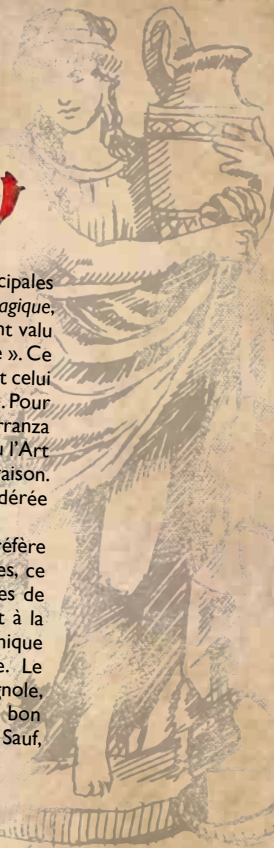 cipales
agique,
nt valu
e ». Ce
t celui
. Pour
rranza
u l'Art
raison.
dérée
éfère
es, ce
es de
t à la
nique
e. Le
gnole,
bon
Sauf,